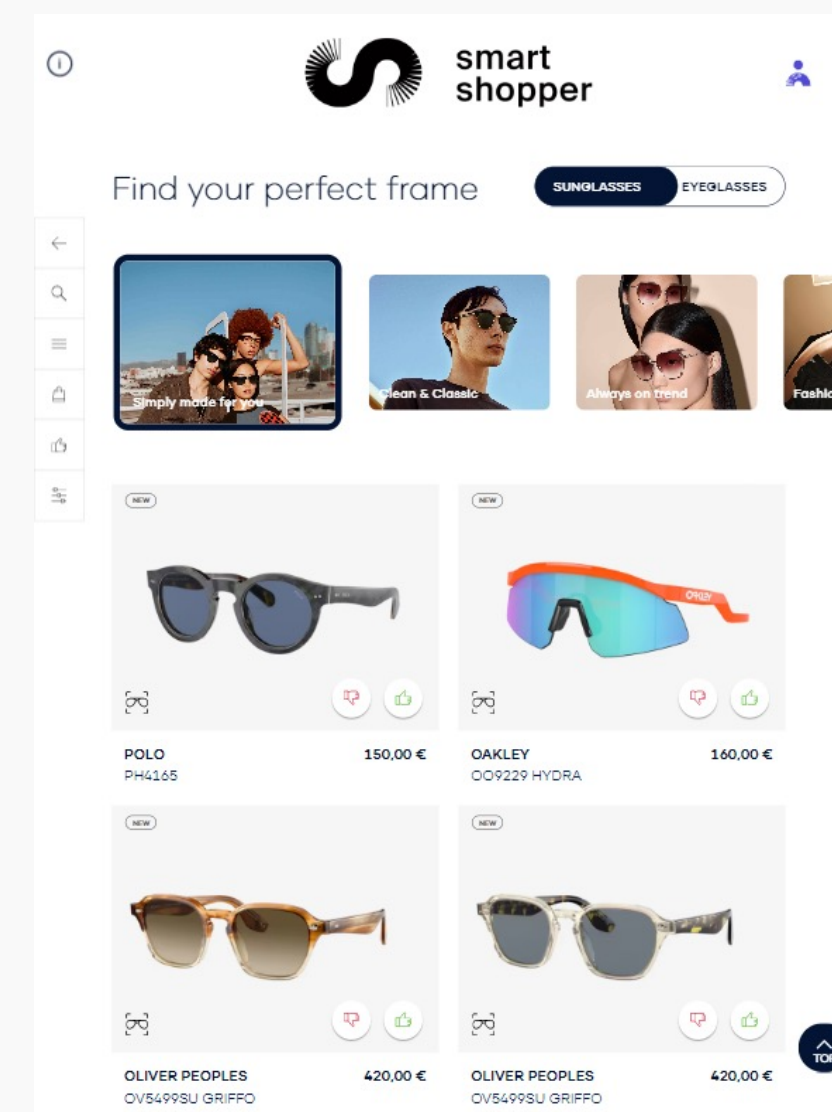 smart
shopper
Find your perfect frame
SUNGLASSES
EYEGLASSES
Simply made for you
Clean & Classic
Always on trend
NEW
NEW
OAKLEY
POLO
150,00 €
PH4165
OAKLEY
160,00 €
OO9229 HYDRA
NEW
NEW
TOP
OLIVER PEOPLES
420,00 €
OV5499SU GRIFFO
OLIVER PEOPLES
420,00 €
OV5499SU GRIFFO